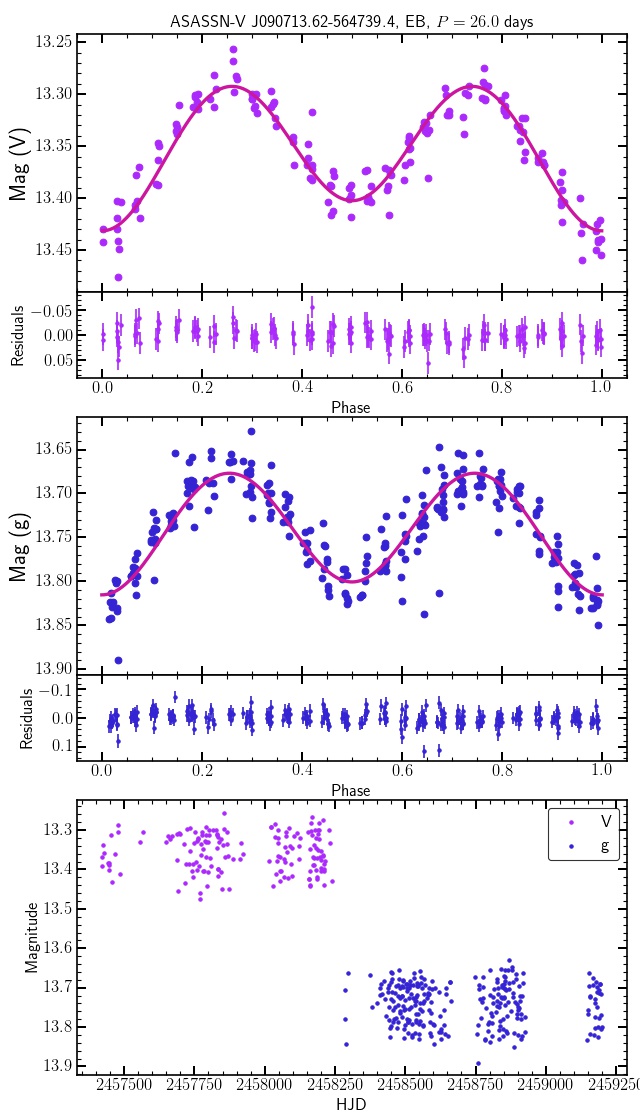 ASASSN-V J090713.62-564739.4, EB, P = 26.0 days
13.25
13.30
13.35
13.40
13.45
Mag (V)
−0.05
0.00
0.05
Residuals
0.0 0.2 0.4 0.6 0.8 1.0
Phase
13.65
13.70
13.75
13.80
13.85
13.90
Mag (g)
−0.1
0.0
0.1
Residuals
0.0 0.2 0.4 0.6 0.8 1.0
Phase
V
g
13.3
13.4
13.5
13.6
13.7
13.8
13.9
Magnitude
2457500 2457750 2458000 2458250 2458500 2458750 2459000 245925
HJD